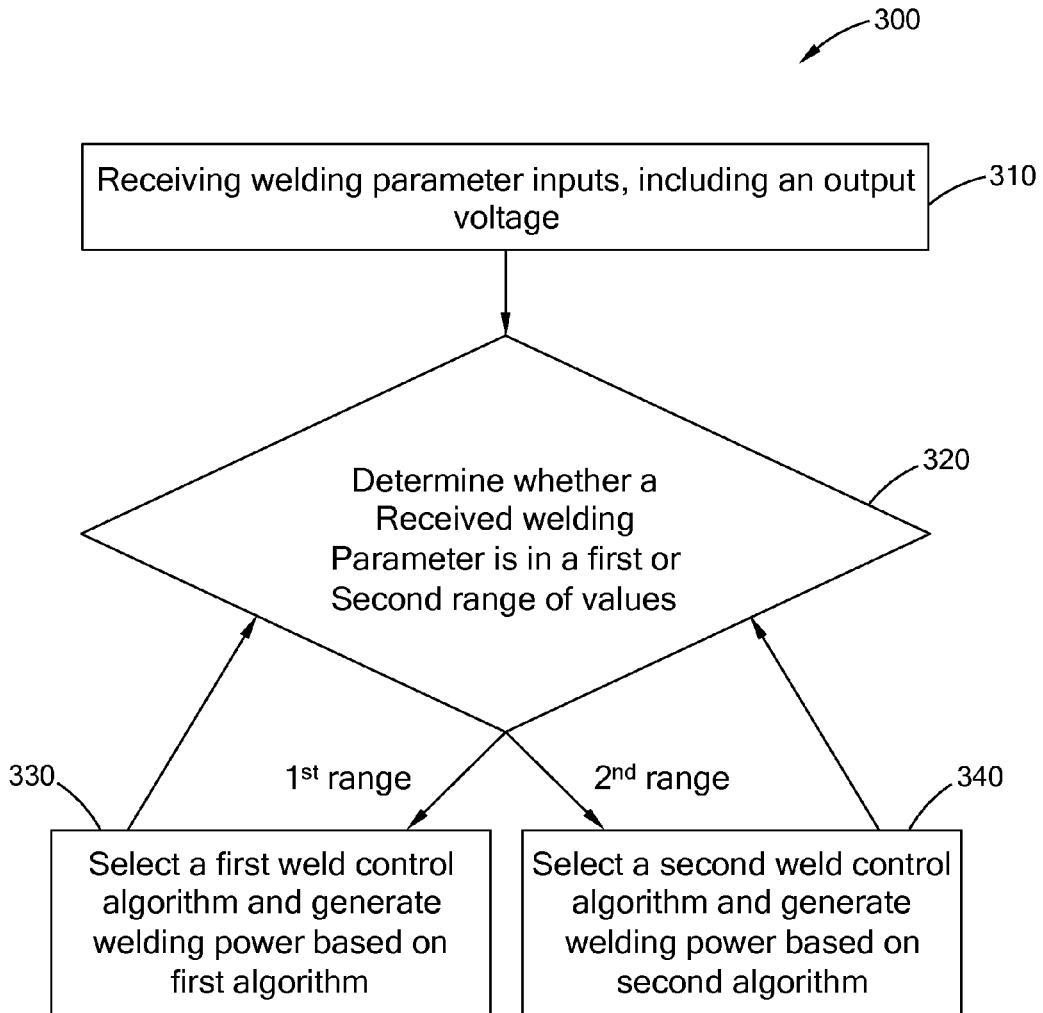 300
Receiving welding parameter inputs, including an output
voltage
310
Determine whether a
Received welding
Parameter is in a first or
Second range of values
320
1st range
2nd range
330
Select a first weld control
algorithm and generate
welding power based on
first algorithm
340
Select a second weld control
algorithm and generate
welding power based on
second algorithm